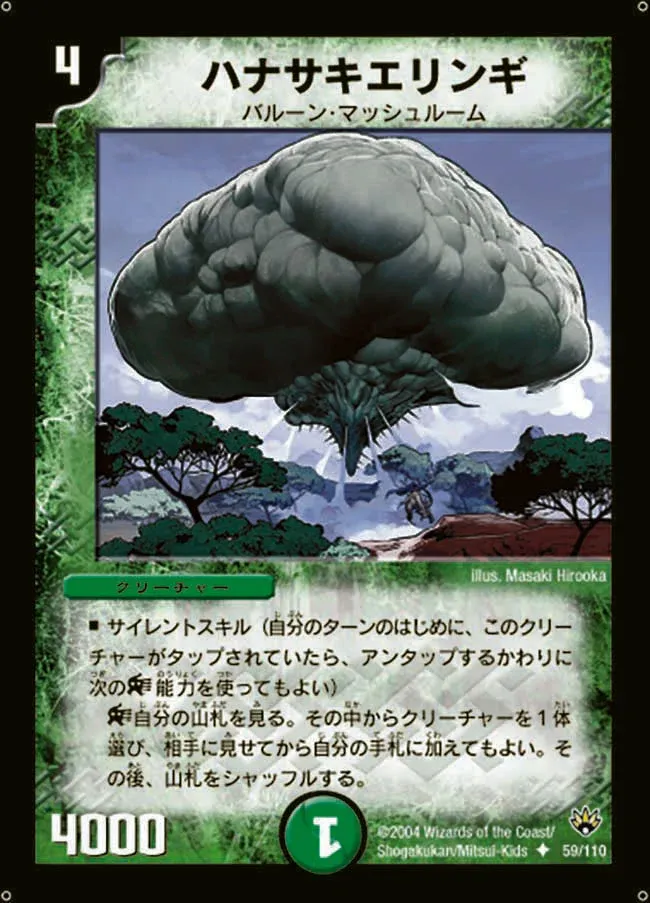 4
ハナサキエリンギ
バルーン・マッシュルーム
illus. Masaki Hirooka
クリーチャー
■ サイレントスキル（自分のターンのはじめに、このクリー
チャーがタップされていたら、アンタップするかわりに
次の 能力を使ってもよい）
自分の山札を見る。その中からクリーチャーを1体
選び、相手に見せてから自分の手札に加えてもよい。そ
の後、山札をシャッフルする。
4000
1
©2004 Wizards of the Coast/
Shogakukan/Mitsui-Kids ✦ 59/110